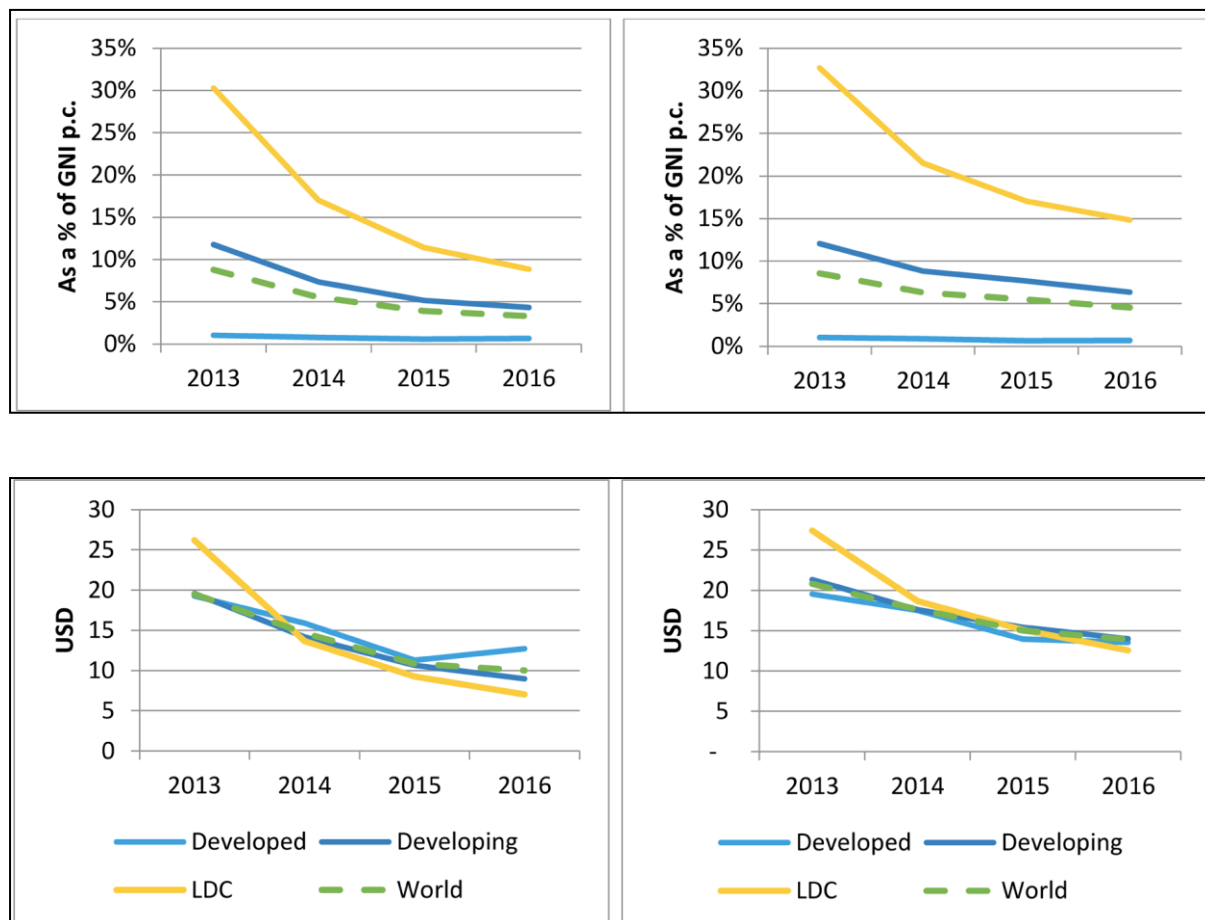 35%
30%
25%
20%
15%
10%
5%
0%
As a % of GNI p.c.
2013 2014 2015 2016
35%
30%
25%
20%
15%
10%
5%
0%
As a % of GNI p.c.
2013 2014 2015 2016
30
25
20
15
10
5
0
USD
2013 2014 2015 2016
Developed Developing
LDC World
30
25
20
15
10
5
-
USD
2013 2014 2015 2016
Developed Developing
LDC World